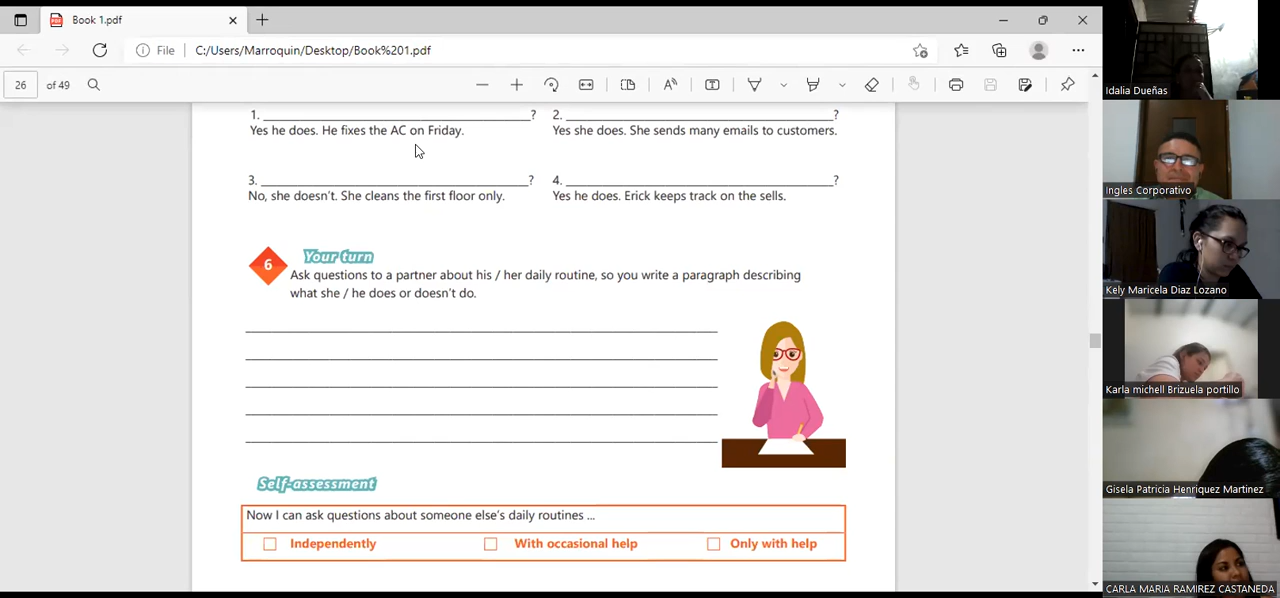 Book 1.pdf
File C:/Users/Marroquin/Desktop/Book%201.pdf
26 of 49
1. ______________________________? 2. ______________________________?
Yes he does. He fixes the AC on Friday. Yes she does. She sends many emails to customers.
3. ______________________________? 4. ______________________________?
No, she doesn't. She cleans the first floor only. Yes he does. Erick keeps track on the sells.
6 Your turn
Ask questions to a partner about his / her daily routine, so you write a paragraph describing
what she / he does or doesn't do.
Self-assessment
Now I can ask questions about someone else's daily routines ...
Independently With occasional help Only with help
Idalia Dueñas
Ingles Corporativo
Kely Maricela Diaz Lozano
Karla michell Brizuela portillo
Gisela Patricia Henriquez Martinez
CARLA MARIA RAMIREZ CASTANEDA